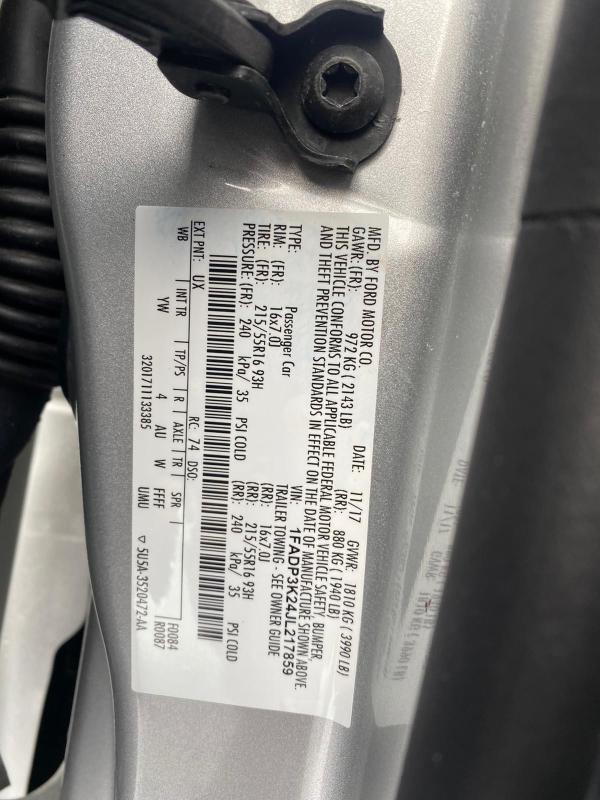 MFD. BY FORD MOTOR CO. DATE: 11/17 GVWR: 1810 KG ( 3990 LB)
GAWR: (FR): 972 KG ( 2143 LB) (RR): 880 KG ( 1940 LB)
THIS VEHICLE CONFORMS TO ALL APPLICABLE FEDERAL MOTOR VEHICLE SAFETY, BUMPER,
AND THEFT PREVENTION STANDARDS IN EFFECT ON THE DATE OF MANUFACTURE SHOWN ABOVE.
VIN: 1FADP3K24JL217859
TYPE: Passenger Car TRAILER TOWING - SEE OWNER GUIDE
RIM: (FR): 16x7.0J (RR): 16x7.0J
TIRE: (FR): 215/55R16 93H (RR): 215/55R16 93H
PRESSURE: (FR): 240 kPa/ 35 PSI COLD (RR): 240 kPa/ 35 PSI COLD
EXT PNT: UX RC: 74 DSO: F0084
WB INT TR TP/PS R AXLE TR SPR R0087
YW 4 AU W FFFF UMU
3201711133385 ▽ 5U5A-3520472-AA